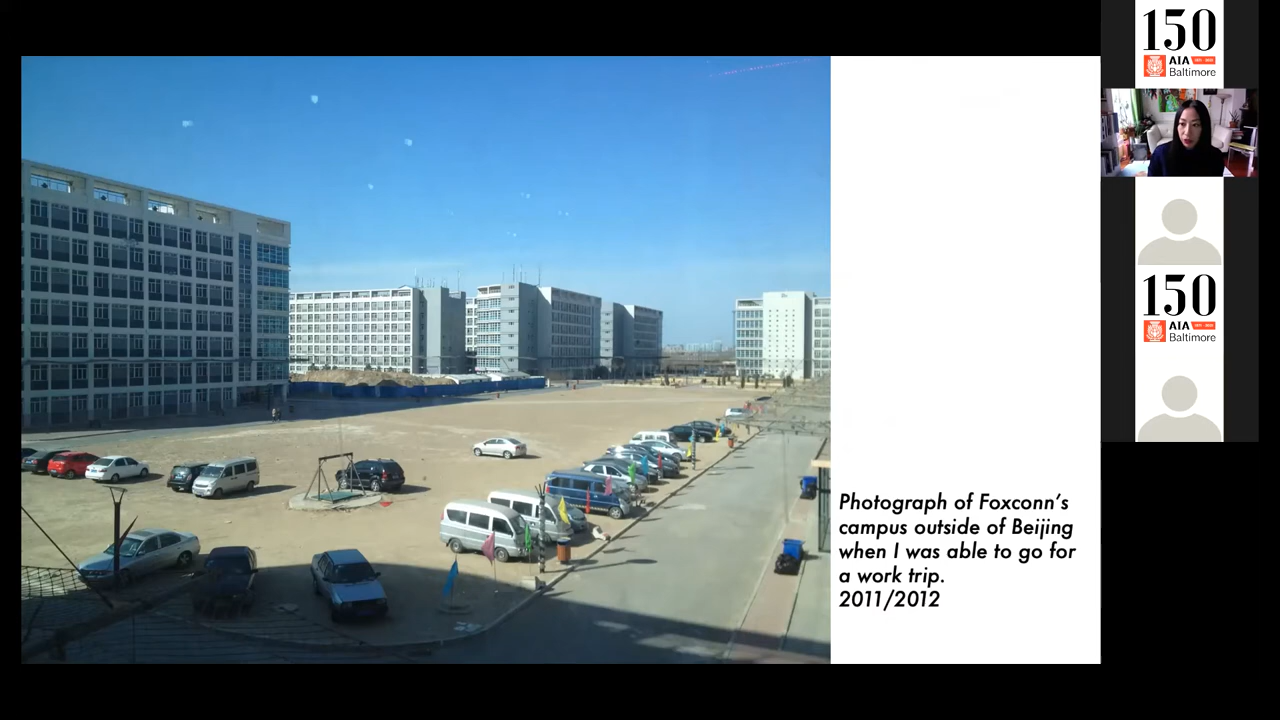 Photograph of Foxconn's
campus outside of Beijing
when I was able to go for
a work trip.
2011/2012
150
AIA
Baltimore
150
AIA
Baltimore